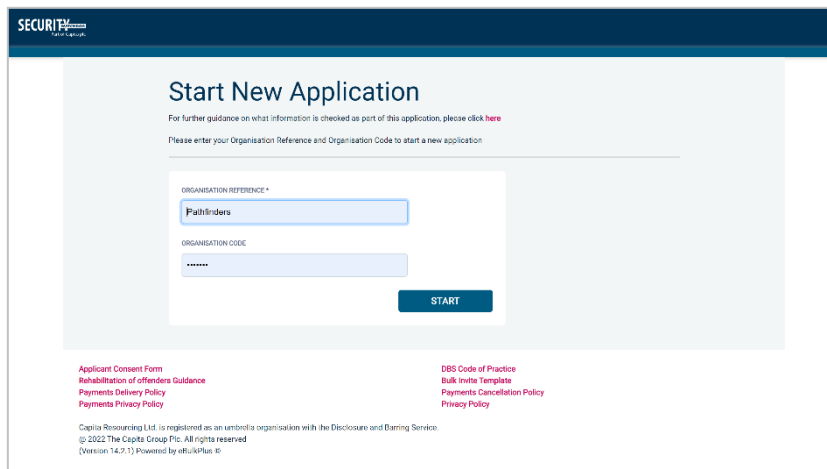 SECURITY
Part of Capita plc
Start New Application
For further guidance on what information is checked as part of this application, please click here
Please enter your Organisation Reference and Organisation Code to start a new application
ORGANISATION REFERENCE *
Pathfinders
ORGANISATION CODE
•••••••
START
Applicant Consent Form
Rehabilitation of offenders Guidance
Payments Delivery Policy
Payments Privacy Policy
DBS Code of Practice
Bulk Invite Template
Payments Cancellation Policy
Privacy Policy
Capita Resourcing Ltd. is registered as an umbrella organisation with the Disclosure and Barring Service.
@ 2022 The Capita Group Plc. All rights reserved
(Version 14.2.1) Powered by eBulkPlus ©